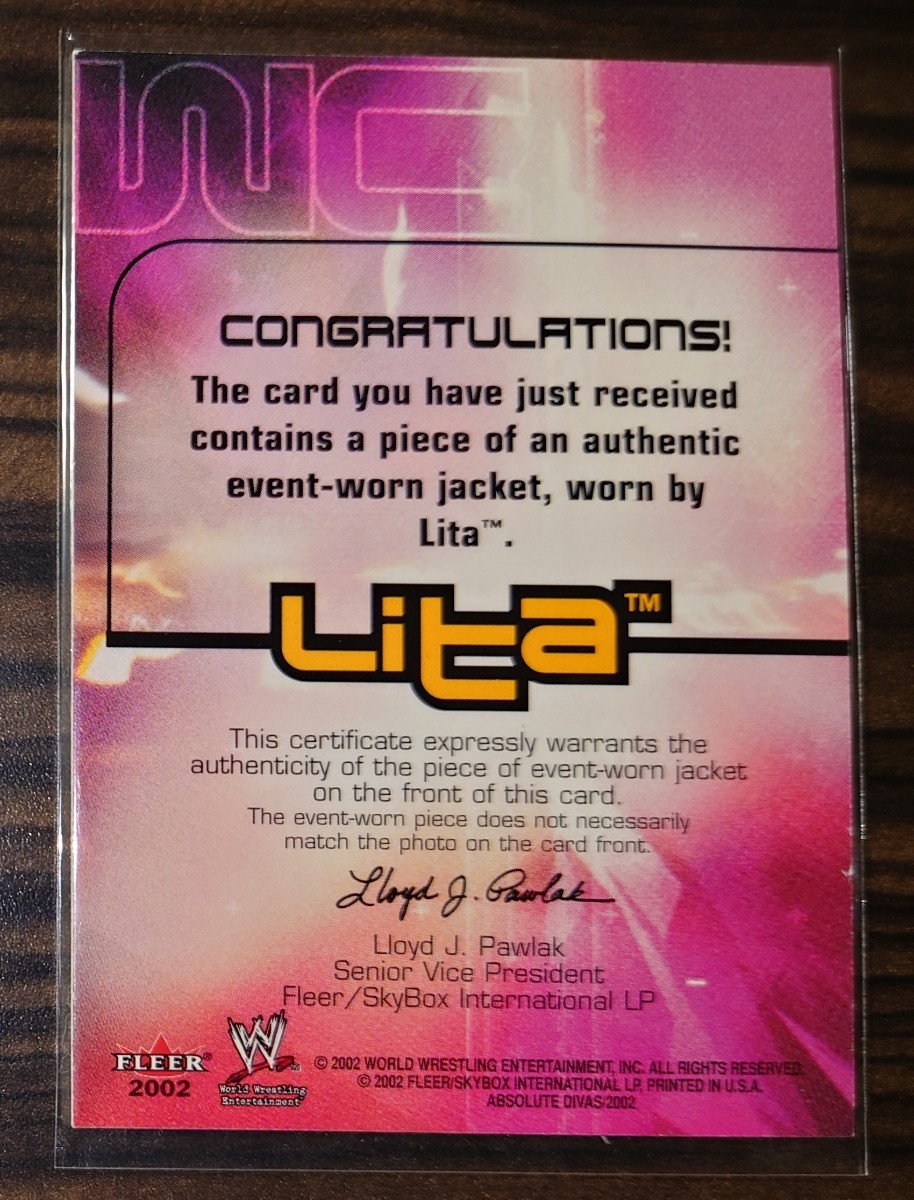 WC
CONGRATULATIONS!
The card you have just received
contains a piece of an authentic
event-worn jacket, worn by
Lita™.
Lita™
This certificate expressly warrants the
authenticity of the piece of event-worn jacket
on the front of this card.
The event-worn piece does not necessarily
match the photo on the card front.
Lloyd J. Pawlak
Lloyd J. Pawlak
Senior Vice President
Fleer/SkyBox International LP
FLEER®
2002
W™
World Wrestling
Entertainment
© 2002 WORLD WRESTLING ENTERTAINMENT, INC. ALL RIGHTS RESERVED.
© 2002 FLEER/SKYBOX INTERNATIONAL LP. PRINTED IN U.S.A.
ABSOLUTE DIVAS/2002